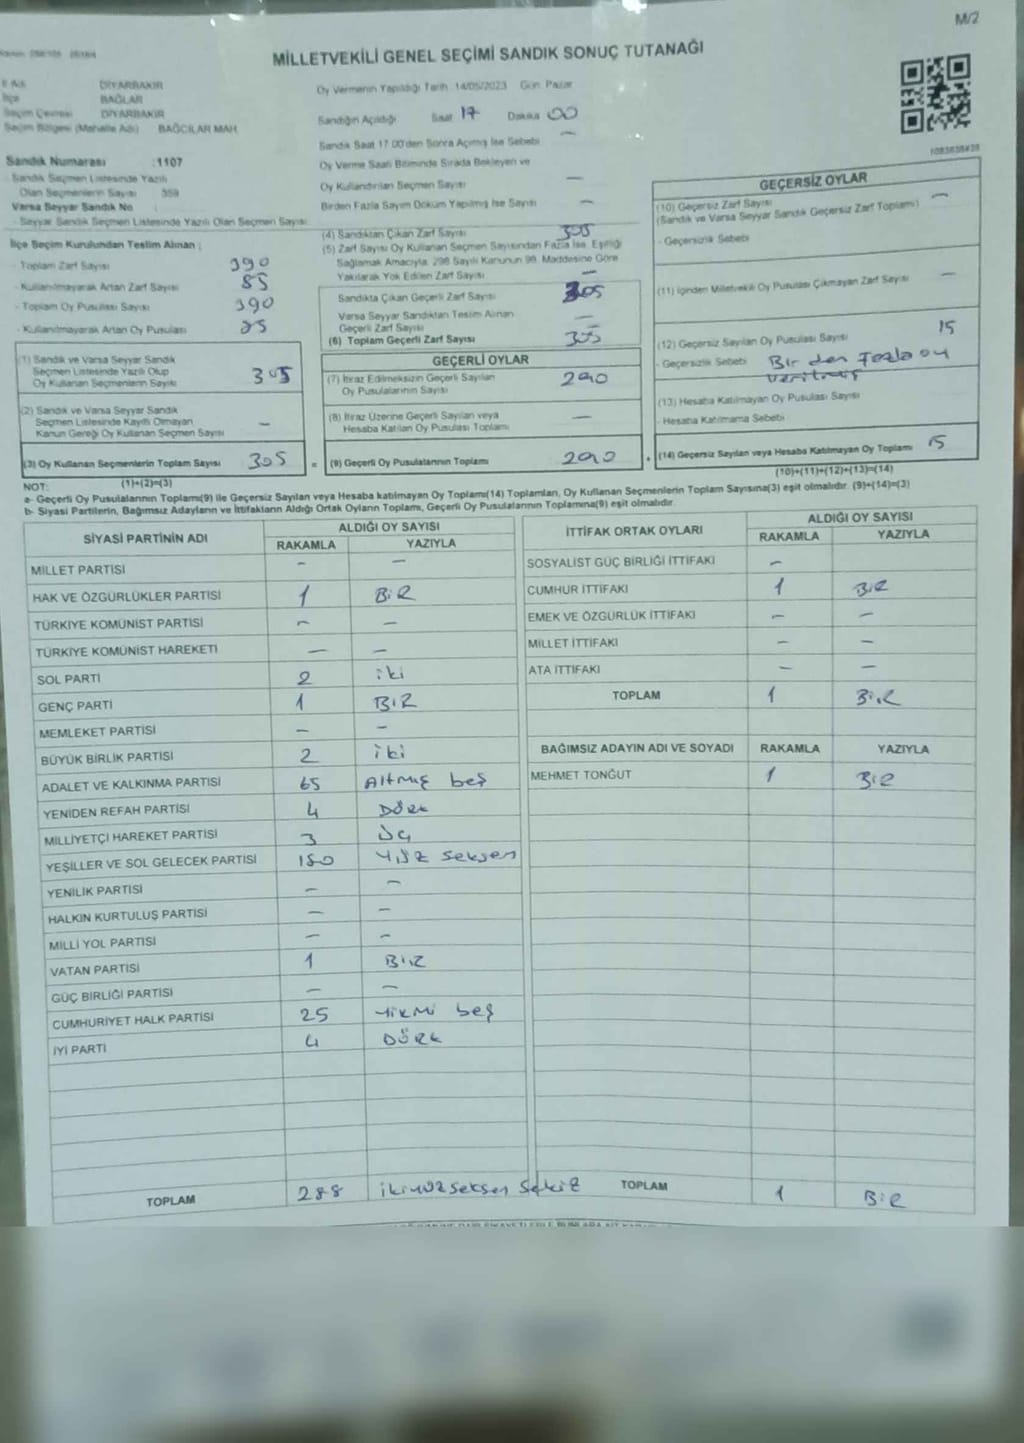 M/2
MİLLETVEKİLİ GENEL SEÇİMİ SANDIK SONUÇ TUTANAĞI
İl Adı DİYARBAKIR
İlçe BAĞLAR
Seçim Çevresi DİYARBAKIR
Seçim Bölgesi (Mahalle Adı) BAĞCILAR MAH.
Sandık Numarası :1107
- Sandık Seçmen Listesinde Yazılı
Olan Seçmenlerin Sayısı 359
Varsa Seyyar Sandık No
- Seyyar Sandık Seçmen Listesinde Yazılı Olan Seçmen Sayısı
İlçe Seçim Kurulundan Teslim Alınan ;
- Toplam Zarf Sayısı 390
- Kullanılmayarak Artan Zarf Sayısı 85
- Toplam Oy Pusulası Sayısı 390
- Kullanılmayarak Artan Oy Pusulası 85
(1) Sandık ve Varsa Seyyar Sandık
Seçmen Listesinde Yazılı Olup
Oy Kullanan Seçmenlerin Sayısı 305
(2) Sandık ve Varsa Seyyar Sandık
Seçmen Listesinde Kayıtlı Olmayan
Kanun Gereği Oy Kullanan Seçmen Sayısı –
(3) Oy Kullanan Seçmenlerin Toplam Sayısı 305
(1)+(2)=(3)
Oy Vermenin Yapıldığı Tarih :14/05/2023 Gün: Pazar
Sandığın Açıldığı Saat 17 Dakika 00
Sandık Saat 17.00'den Sonra Açılmış İse Sebebi –
Oy Verme Saati Bitiminde Sırada Bekleyen ve
Oy Kullandırılan Seçmen Sayısı –
Birden Fazla Sayım Döküm Yapılmış İse Sayısı –
(4) Sandıktan Çıkan Zarf Sayısı 305
(5) Zarf Sayısı Oy Kullanan Seçmen Sayısından Fazla İse, Eşitliği
Sağlamak Amacıyla, 298 Sayılı Kanunun 98. Maddesine Göre
Yakılarak Yok Edilen Zarf Sayısı –
Sandıkta Çıkan Geçerli Zarf Sayısı 305
Varsa Seyyar Sandıktan Teslim Alınan
Geçerli Zarf Sayısı –
(6) Toplam Geçerli Zarf Sayısı 305
GEÇERLİ OYLAR
(7) İtiraz Edilmeksizin Geçerli Sayılan
Oy Pusulalarının Sayısı 290
(8) İtiraz Üzerine Geçerli Sayılan veya
Hesaba Katılan Oy Pusulası Toplamı –
= (9) Geçerli Oy Pusulalarının Toplamı 290 +
GEÇERSİZ OYLAR
(10) Geçersiz Zarf Sayısı
(Sandık ve Varsa Seyyar Sandık Geçersiz Zarf Toplamı) –
- Geçersizlik Sebebi
(11) İçinden Milletvekili Oy Pusulası Çıkmayan Zarf Sayısı –
(12) Geçersiz Sayılan Oy Pusulası Sayısı 15
- Geçersizlik Sebebi Birden Fazla oy
verilmiş
(13) Hesaba Katılmayan Oy Pusulası Sayısı
- Hesaba Katılmama Sebebi
(14) Geçersiz Sayılan veya Hesaba Katılmayan Oy Toplamı 15
(10)+(11)+(12)+(13)=(14)
NOT:
a- Geçerli Oy Pusulalarının Toplamı(9) ile Geçersiz Sayılan veya Hesaba katılmayan Oy Toplamı(14) Toplamları, Oy Kullanan Seçmenlerin Toplam Sayısına(3) eşit olmalıdır. (9)+(14)=(3)
b- Siyasi Partilerin, Bağımsız Adayların ve İttifakların Aldığı Ortak Oyların Toplamı, Geçerli Oy Pusulalarının Toplamına(9) eşit olmalıdır.
SİYASİ PARTİNİN ADI ALDIĞI OY SAYISI
RAKAMLA YAZIYLA
MİLLET PARTİSİ – –
HAK VE ÖZGÜRLÜKLER PARTİSİ 1 BİR
TÜRKİYE KOMÜNİST PARTİSİ – –
TÜRKİYE KOMÜNİST HAREKETİ – –
SOL PARTİ 2 iki
GENÇ PARTİ 1 BİR
MEMLEKET PARTİSİ – –
BÜYÜK BİRLİK PARTİSİ 2 iki
ADALET VE KALKINMA PARTİSİ 65 Altmış beş
YENİDEN REFAH PARTİSİ 4 Dört
MİLLİYETÇİ HAREKET PARTİSİ 3 Üç
YEŞİLLER VE SOL GELECEK PARTİSİ 180 Yüz seksen
YENİLİK PARTİSİ – –
HALKIN KURTULUŞ PARTİSİ – –
MİLLİ YOL PARTİSİ – –
VATAN PARTİSİ 1 BİR
GÜÇ BİRLİĞİ PARTİSİ – –
CUMHURİYET HALK PARTİSİ 25 Yirmi beş
İYİ PARTİ 4 Dört
TOPLAM 288 ikiyüzseksen Sekiz
İTTİFAK ORTAK OYLARI ALDIĞI OY SAYISI
RAKAMLA YAZIYLA
SOSYALİST GÜÇ BİRLİĞİ İTTİFAKI –
CUMHUR İTTİFAKI 1 BİR
EMEK VE ÖZGÜRLÜK İTTİFAKI – –
MİLLET İTTİFAKI – –
ATA İTTİFAKI – –
TOPLAM 1 BİR
BAĞIMSIZ ADAYIN ADI VE SOYADI RAKAMLA YAZIYLA
MEHMET TONĞUT 1 BİR
TOPLAM 1 BİR